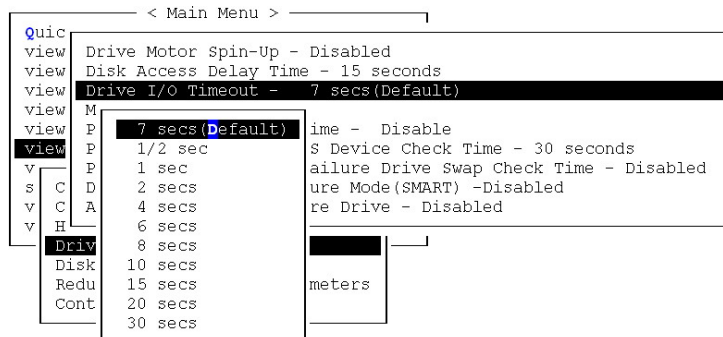 < Main Menu >
Quic
view Drive Motor Spin-Up - Disabled
view Disk Access Delay Time - 15 seconds
view Drive I/O Timeout - 7 secs(Default)
view M
view P 7 secs(Default) ime - Disable
view P 1/2 sec S Device Check Time - 30 seconds
v P 1 sec ailure Drive Swap Check Time - Disabled
s C D 2 secs ure Mode(SMART) -Disabled
v C A 4 secs re Drive - Disabled
v H 6 secs
Driv 8 secs
Disk 10 secs
Redu 15 secs meters
Cont 20 secs
30 secs